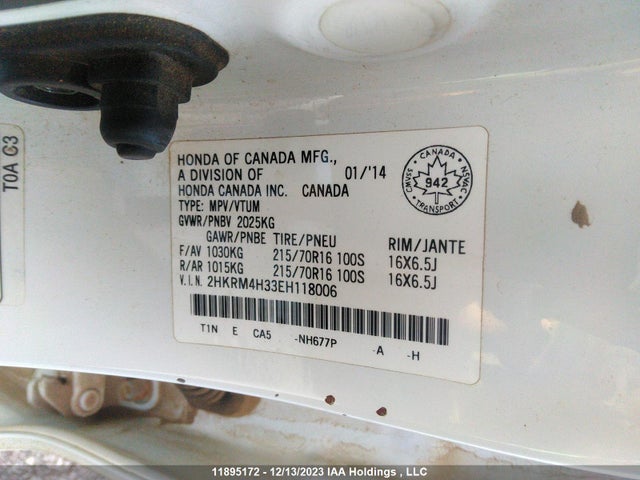 T0A C3
HONDA OF CANADA MFG.,
A DIVISION OF 01/'14
HONDA CANADA INC. CANADA
TYPE: MPV/VTUM
GVWR/PNBV 2025KG
GAWR/PNBE TIRE/PNEU RIM/JANTE
F/AV 1030KG 215/70R16 100S 16X6.5J
R/AR 1015KG 215/70R16 100S 16X6.5J
V.I.N. 2HKRM4H33EH118006
T1N E CA5 -NH677P -A -H
CANADA
CMVSS 942 NSVAC
TRANSPORT
11895172 - 12/13/2023 IAA Holdings , LLC